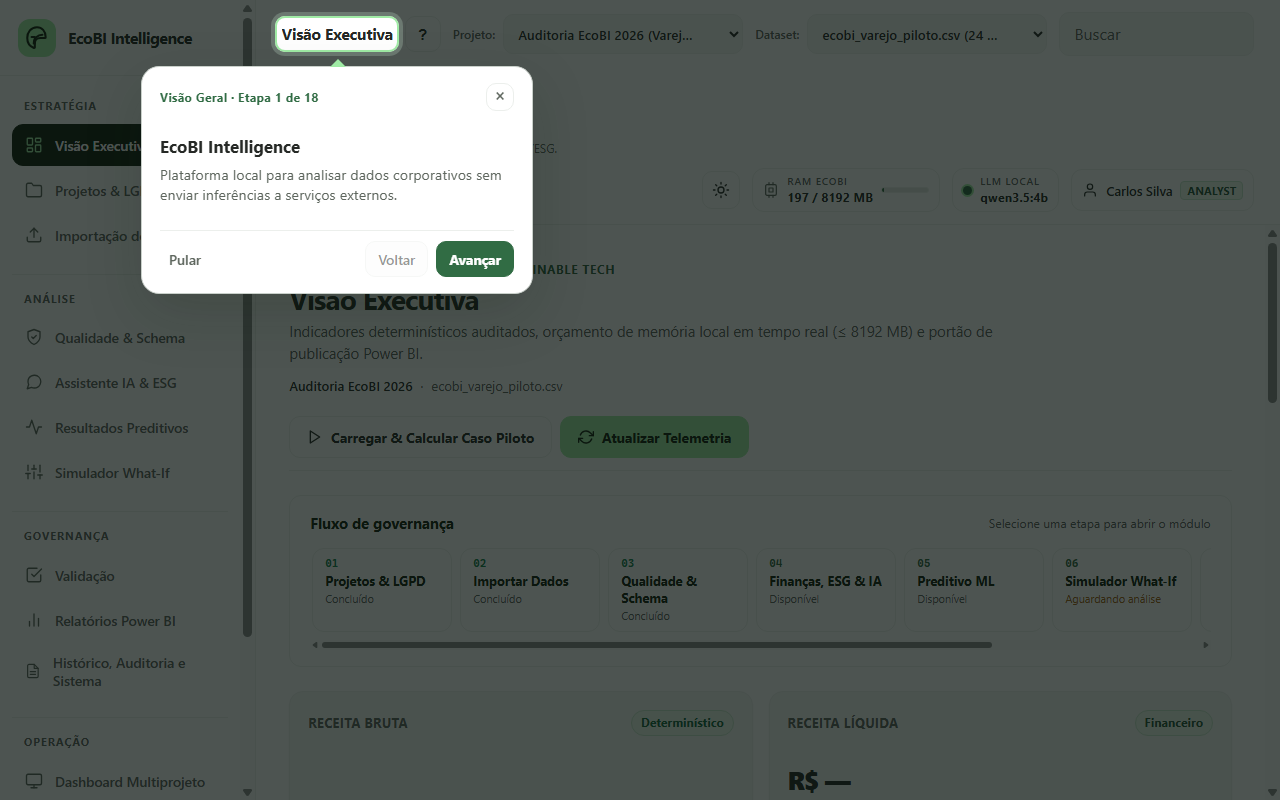 EcoBI Intelligence
Visão Executiva
?
Projeto:
Auditoria EcoBI 2026 (Varej...
Dataset:
ecobi_varejo_piloto.csv (24 ...
Buscar
Visão Geral · Etapa 1 de 18
×
EcoBI Intelligence
Plataforma local para analisar dados corporativos sem
enviar inferências a serviços externos.
Pular
Voltar
Avançar
ESTRATÉGIA
Visão Executiv
Projetos & LG
Importação d
ANÁLISE
Qualidade & Schema
Assistente IA & ESG
Resultados Preditivos
Simulador What-If
GOVERNANÇA
Validação
Relatórios Power BI
Histórico, Auditoria e
Sistema
OPERAÇÃO
Dashboard Multiprojeto
ESG.
RAM ECOBI
197 / 8192 MB
LLM LOCAL
qwen3.5:4b
Carlos Silva
ANALYST
INABLE TECH
Visão Executiva
Indicadores determinísticos auditados, orçamento de memória local em tempo real (≤ 8192 MB) e portão de
publicação Power BI.
Auditoria EcoBI 2026 · ecobi_varejo_piloto.csv
Carregar & Calcular Caso Piloto
Atualizar Telemetria
Fluxo de governança
Selecione uma etapa para abrir o módulo
01
Projetos & LGPD
Concluído
02
Importar Dados
Concluído
03
Qualidade &
Schema
Concluído
04
Finanças, ESG & IA
Disponível
05
Preditivo ML
Disponível
06
Simulador What-If
Aguardando análise
RECEITA BRUTA
Determinístico
RECEITA LÍQUIDA
Financeiro
R$ —